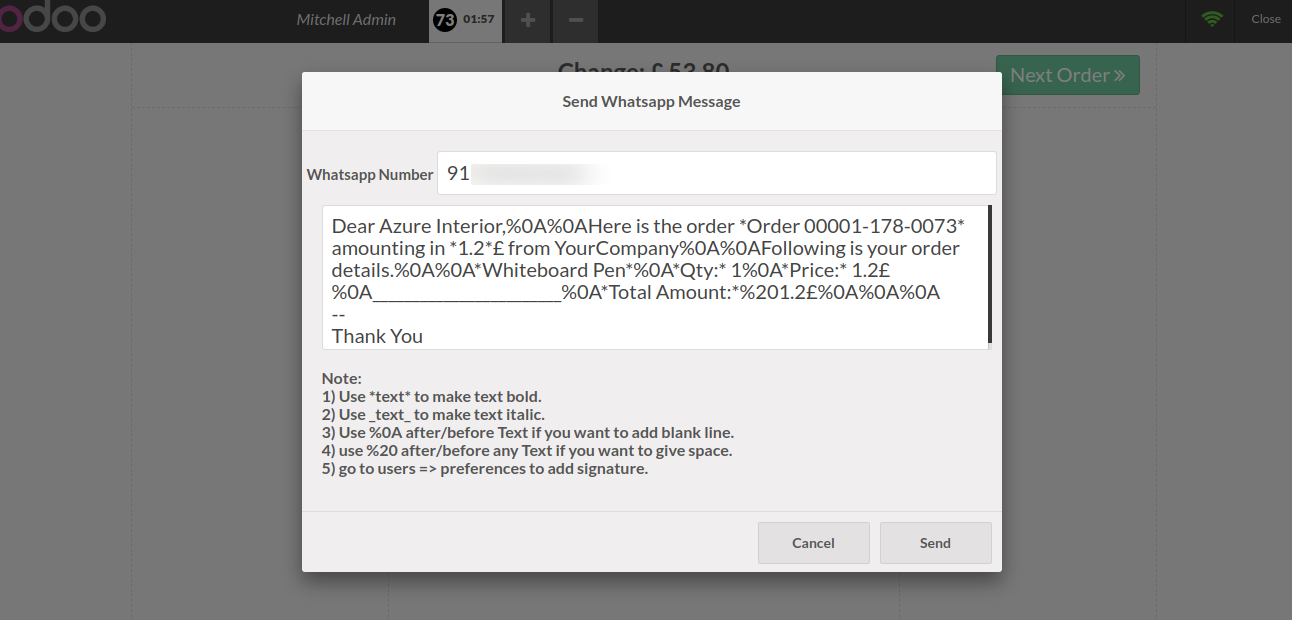 odoo
Mitchell Admin
73 01:57
+
−
Close
Change: £ 53.80
Next Order »
Send Whatsapp Message
Whatsapp Number
91
Dear Azure Interior,%0A%0AHere is the order *Order 00001-178-0073*
amounting in *1.2*£ from YourCompany%0A%0AFollowing is your order
details.%0A%0A*Whiteboard Pen*%0A*Qty:* 1%0A*Price:* 1.2£
%0A________________________%0A*Total Amount:*%201.2£%0A%0A%0A
--
Thank You
Note:
1) Use *text* to make text bold.
2) Use _text_ to make text italic.
3) Use %0A after/before Text if you want to add blank line.
4) use %20 after/before any Text if you want to give space.
5) go to users => preferences to add signature.
Cancel
Send